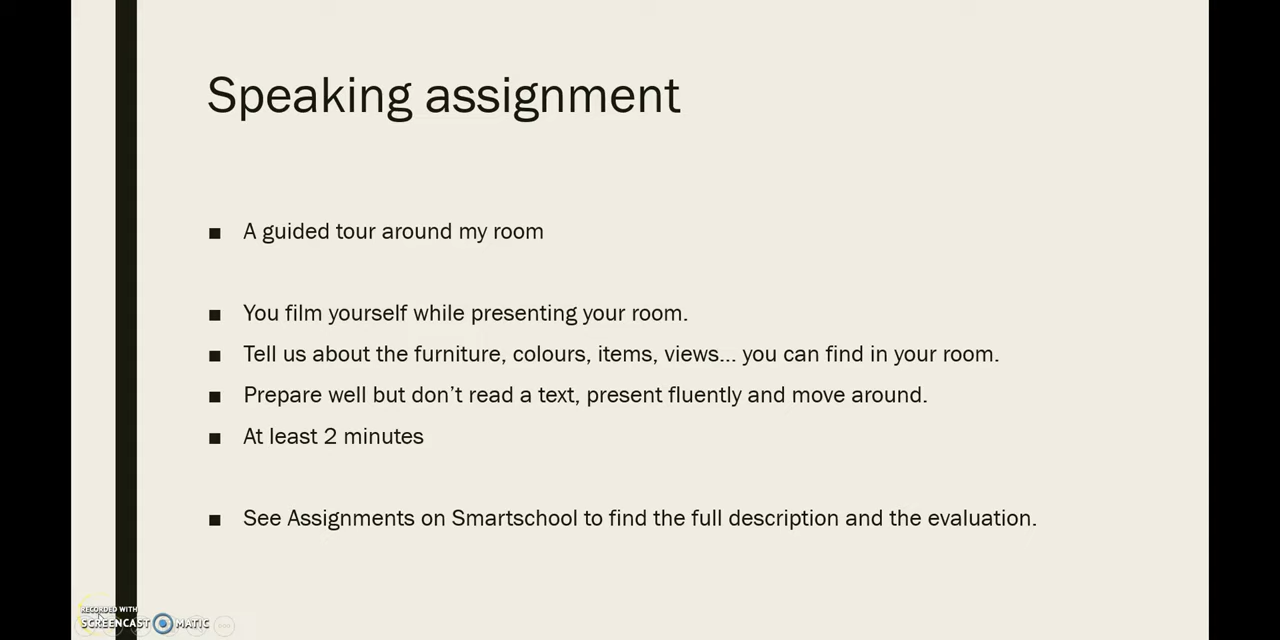 Speaking assignment
■ A guided tour around my room
■ You film yourself while presenting your room.
■ Tell us about the furniture, colours, items, views... you can find in your room.
■ Prepare well but don’t read a text, present fluently and move around.
■ At least 2 minutes
■ See Assignments on Smartschool to find the full description and the evaluation.
RECORDED WITH
SCREENCAST MATIC